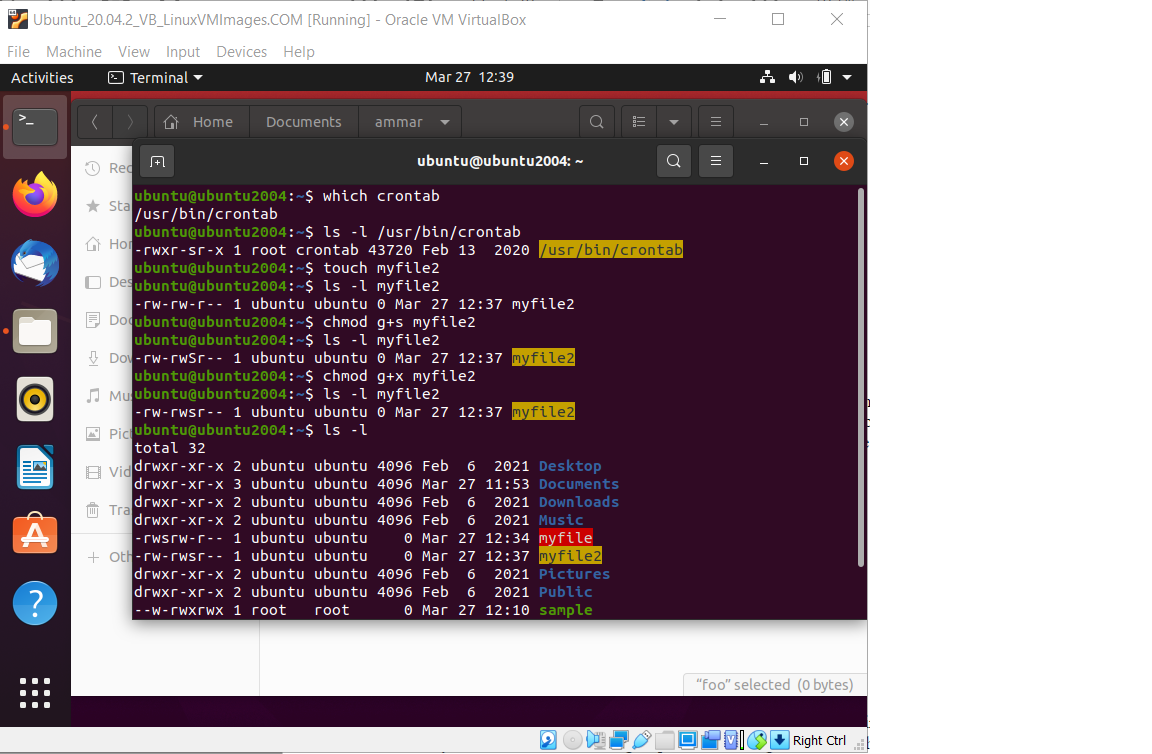 Ubuntu_20.04.2_VB_LinuxVMImages.COM [Running] - Oracle VM VirtualBox
File Machine View Input Devices Help
Activities Terminal Mar 27 12:39
Home Documents ammar
ubuntu@ubuntu2004: ~
Rec
Sta
Hon
Des
Doc
Dow
Mus
Pict
Vid
Tra
Oth
ubuntu@ubuntu2004:~$ which crontab
/usr/bin/crontab
ubuntu@ubuntu2004:~$ ls -l /usr/bin/crontab
-rwxr-sr-x 1 root crontab 43720 Feb 13  2020 /usr/bin/crontab
ubuntu@ubuntu2004:~$ touch myfile2
ubuntu@ubuntu2004:~$ ls -l myfile2
-rw-rw-r-- 1 ubuntu ubuntu 0 Mar 27 12:37 myfile2
ubuntu@ubuntu2004:~$ chmod g+s myfile2
ubuntu@ubuntu2004:~$ ls -l myfile2
-rw-rwSr-- 1 ubuntu ubuntu 0 Mar 27 12:37 myfile2
ubuntu@ubuntu2004:~$ chmod g+x myfile2
ubuntu@ubuntu2004:~$ ls -l myfile2
-rw-rwsr-- 1 ubuntu ubuntu 0 Mar 27 12:37 myfile2
ubuntu@ubuntu2004:~$ ls -l
total 32
drwxr-xr-x 2 ubuntu ubuntu 4096 Feb  6  2021 Desktop
drwxr-xr-x 3 ubuntu ubuntu 4096 Mar 27 11:53 Documents
drwxr-xr-x 2 ubuntu ubuntu 4096 Feb  6  2021 Downloads
drwxr-xr-x 2 ubuntu ubuntu 4096 Feb  6  2021 Music
-rwsrw-r-- 1 ubuntu ubuntu    0 Mar 27 12:34 myfile
-rw-rwsr-- 1 ubuntu ubuntu    0 Mar 27 12:37 myfile2
drwxr-xr-x 2 ubuntu ubuntu 4096 Feb  6  2021 Pictures
drwxr-xr-x 2 ubuntu ubuntu 4096 Feb  6  2021 Public
--w-rwxrwx 1 root   root      0 Mar 27 12:10 sample
"foo" selected (0 bytes)
Right Ctrl